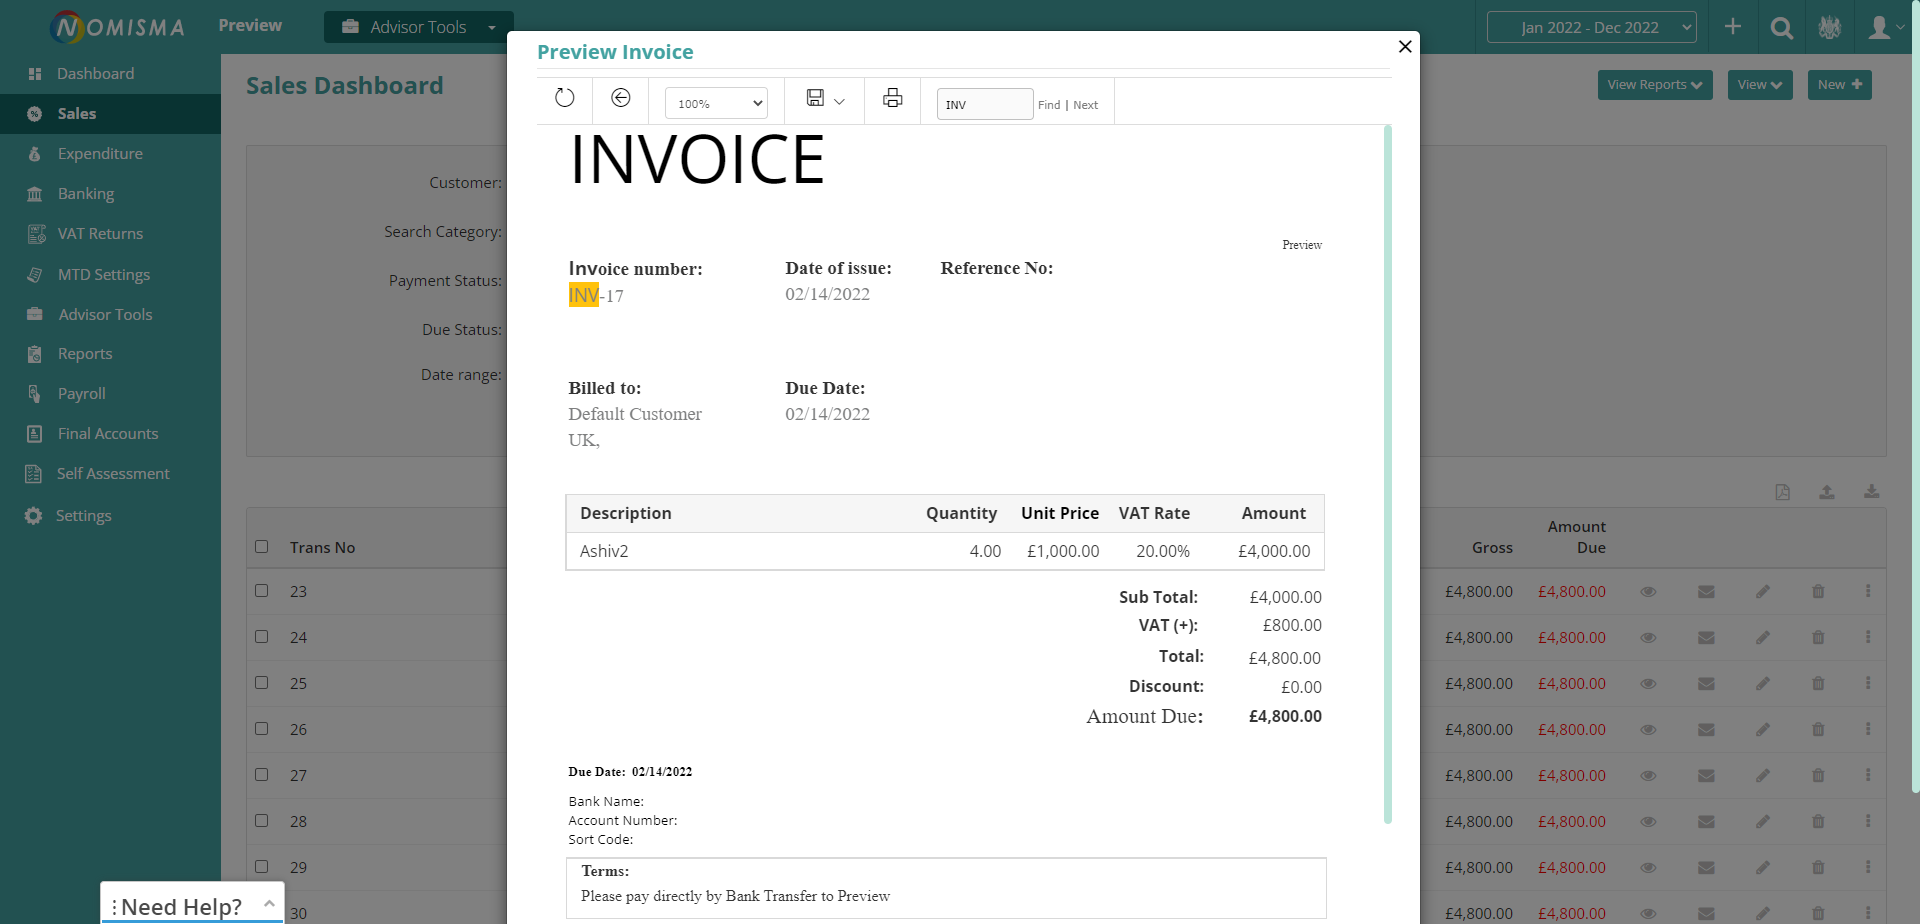 NOMISMA
Preview
Advisor Tools
Jan 2022 - Dec 2022
Dashboard
Sales
Expenditure
Banking
VAT Returns
MTD Settings
Advisor Tools
Reports
Payroll
Final Accounts
Self Assessment
Settings
Need Help?
Sales Dashboard
View Reports
View
New +
Customer:
Search Category:
Payment Status:
Due Status:
Date range:
Trans No
Gross
Amount
Due
23 £4,800.00 £4,800.00
24 £4,800.00 £4,800.00
25 £4,800.00 £4,800.00
26 £4,800.00 £4,800.00
27 £4,800.00 £4,800.00
28 £4,800.00 £4,800.00
29 £4,800.00 £4,800.00
30 £4,800.00 £4,800.00
Preview Invoice
100%
INV
Find | Next
INVOICE
Preview
Invoice number: Date of issue: Reference No:
INV-17 02/14/2022
Billed to: Due Date:
Default Customer 02/14/2022
UK,
Description Quantity Unit Price VAT Rate Amount
Ashiv2 4.00 £1,000.00 20.00% £4,000.00
Sub Total: £4,000.00
VAT (+): £800.00
Total: £4,800.00
Discount: £0.00
Amount Due: £4,800.00
Due Date: 02/14/2022
Bank Name:
Account Number:
Sort Code:
Terms:
Please pay directly by Bank Transfer to Preview